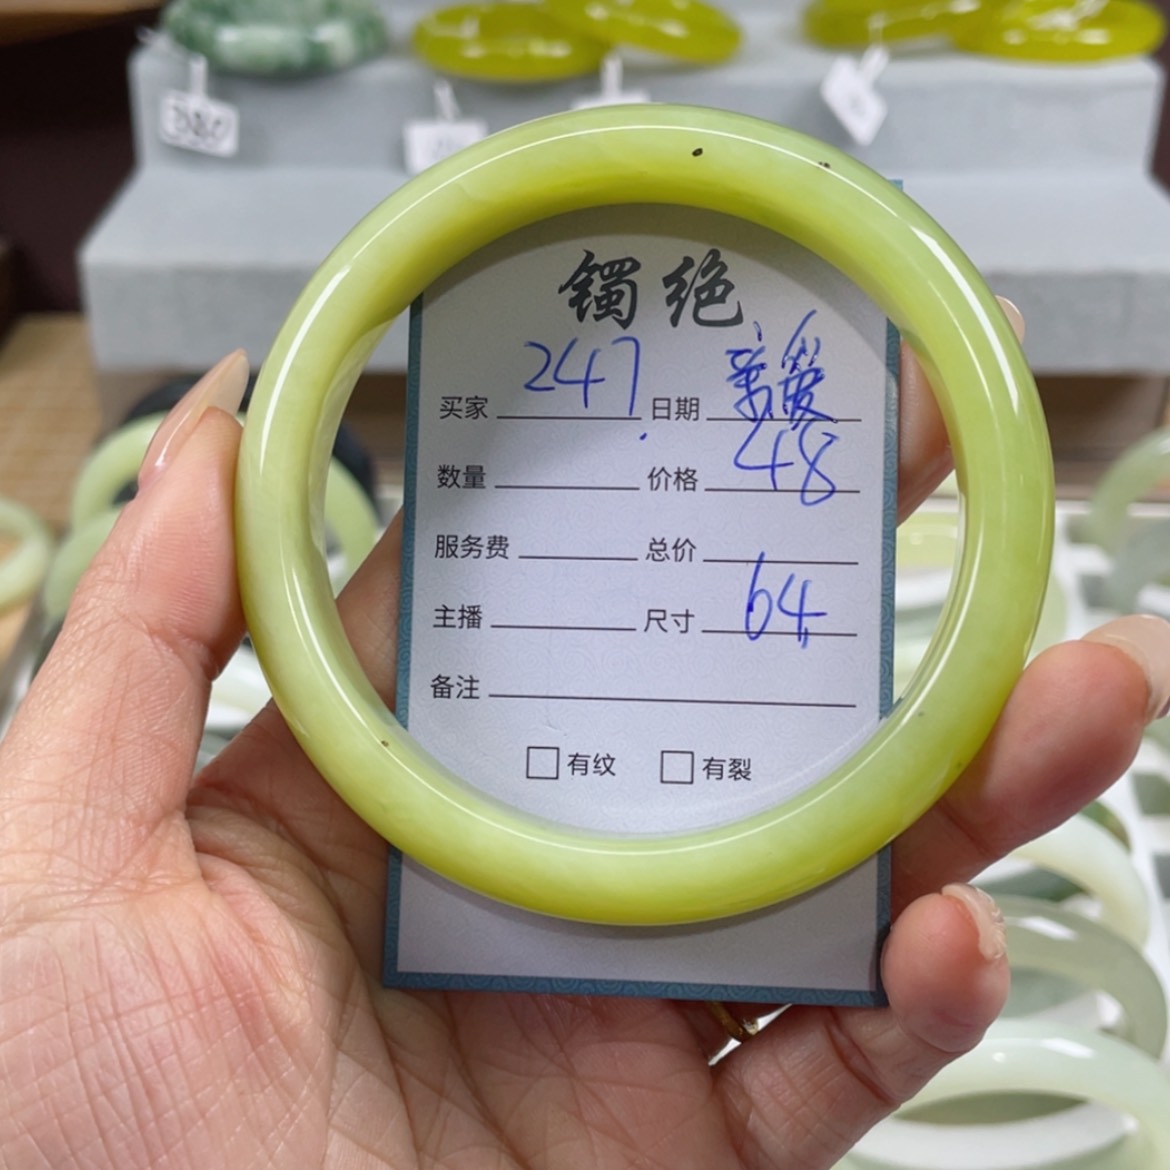 380
镯绝
买家 247 日期
数量 价格 48
服务费 总价
主播 尺寸 64
备注
有纹 有裂